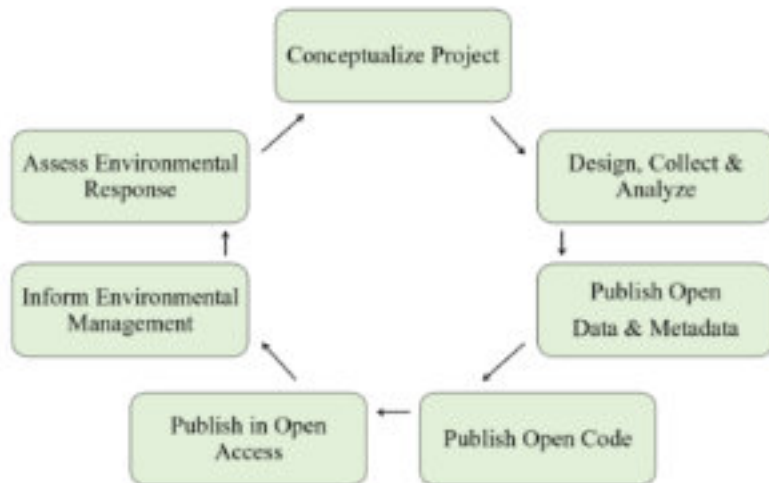 Conceptualize Project
Design, Collect &
Analyze
Publish Open
Data & Metadata
Publish Open Code
Publish in Open
Access
Inform Environmental
Management
Assess Environmental
Response